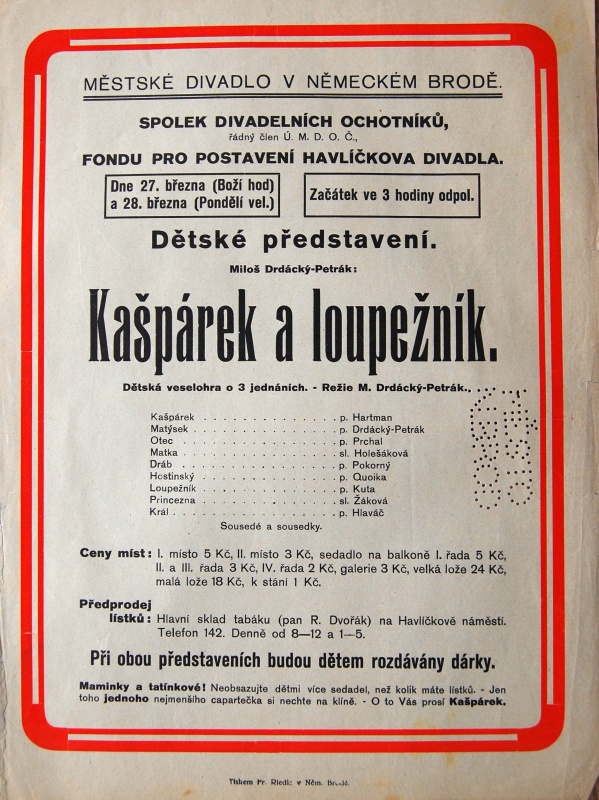 MĚSTSKÉ DIVADLO V NĚMECKÉM BRODĚ.
SPOLEK DIVADELNÍCH OCHOTNÍKŮ,
řádný člen Ú. M. D. O. Č.,
FONDU PRO POSTAVENÍ HAVLÍČKOVA DIVADLA.
Dne 27. března (Boží hod)
a 28. března (Pondělí vel.)
Začátek ve 3 hodiny odpol.
Dětské představení.
Miloš Drdácký-Petrák:
Kašpárek a loupežník.
Dětská veselohra o 3 jednáních. - Režie M. Drdácký-Petrák.
Kašpárek . . . . . . . . . . . . . . . p. Hartman
Matýsek . . . . . . . . . . . . . . . p. Drdácký-Petrák
Otec . . . . . . . . . . . . . . . p. Prchal
Matka . . . . . . . . . . . . . . . sl. Holešáková
Dráb . . . . . . . . . . . . . . . p. Pokorný
Hostinský . . . . . . . . . . . . . . . p. Quoika
Loupežník . . . . . . . . . . . . . . . p. Kuta
Princezna . . . . . . . . . . . . . . . sl. Žáková
Král . . . . . . . . . . . . . . . p. Hlaváč
Sousedé a sousedky.
Ceny míst: I. místo 5 Kč, II. místo 3 Kč, sedadlo na balkoně I. řada 5 Kč,
II. a III. řada 3 Kč, IV. řada 2 Kč, galerie 3 Kč, velká lože 24 Kč,
malá lože 18 Kč, k stání 1 Kč.
Předprodej
lístků: Hlavní sklad tabáku (pan R. Dvořák) na Havlíčkově náměstí.
Telefon 142. Denně od 8—12 a 1—5.
Při obou představeních budou dětem rozdávány dárky.
Maminky a tatínkové! Neobsazujte dětmi více sedadel, než kolik máte lístků. - Jen
toho jednoho nejmenšího capartečka si nechte na klíně. - O to Vás prosí Kašpárek.
Tiskem Fr. Riedla v Něm. Brodě.